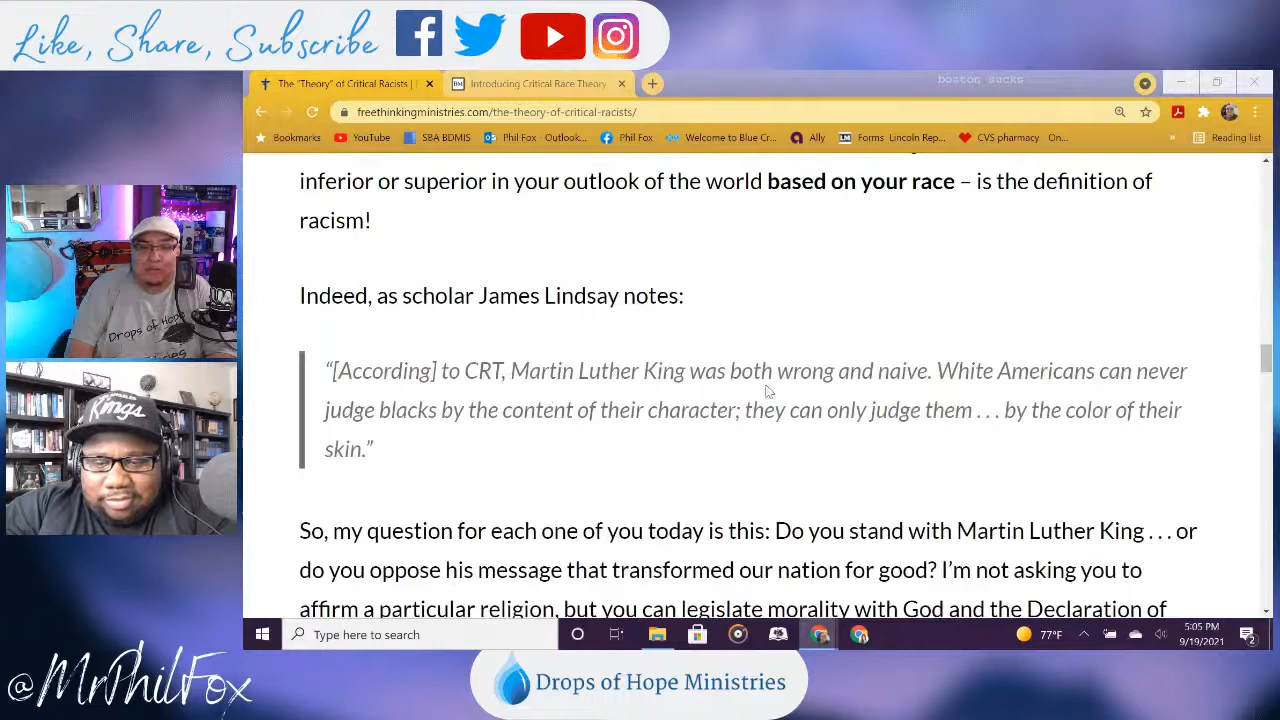 Like, Share, Subscribe
The "Theory" of Critical Racists |
Introducing Critical Race Theory
boston sucks
freethinkingministries.com/the-theory-of-critical-racists/
Bookmarks YouTube SBA BDMIS Phil Fox - Outlook... Phil Fox Welcome to Blue Cr... Ally Forms Lincoln Rep... CVS pharmacy On... » Reading list
inferior or superior in your outlook of the world based on your race – is the definition of
racism!
Indeed, as scholar James Lindsay notes:
“[According] to CRT, Martin Luther King was both wrong and naive. White Americans can never
judge blacks by the content of their character; they can only judge them . . . by the color of their
skin.”
So, my question for each one of you today is this: Do you stand with Martin Luther King . . . or
do you oppose his message that transformed our nation for good? I’m not asking you to
affirm a particular religion, but you can legislate morality with God and the Declaration of
Drops of Hope
Kings
Type here to search
77°F
5:05 PM
9/19/2021
2
@MrPhilFox
Drops of Hope Ministries